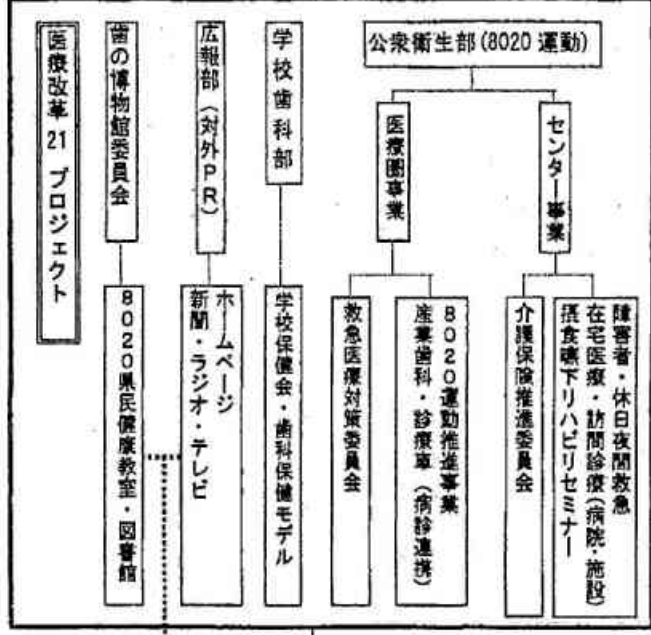 公衆衛生部(8020 運動)
センター事業
障害者・休日夜間救急
在宅医療・訪問診療(病院・施設)
摂食嚥下リハビリセミナー
介護保険推進委員会
医療圏事業
8020運動推進事業
産業歯科・診療車(病診連携)
救急医療対策委員会
学校歯科部
学校保健会・歯科保健モデル
広報部(対外PR)
ホームページ
新聞・ラジオ・テレビ
歯の博物館委員会
8020県民健康教室・図書館
医療改革 21 プロジェクト